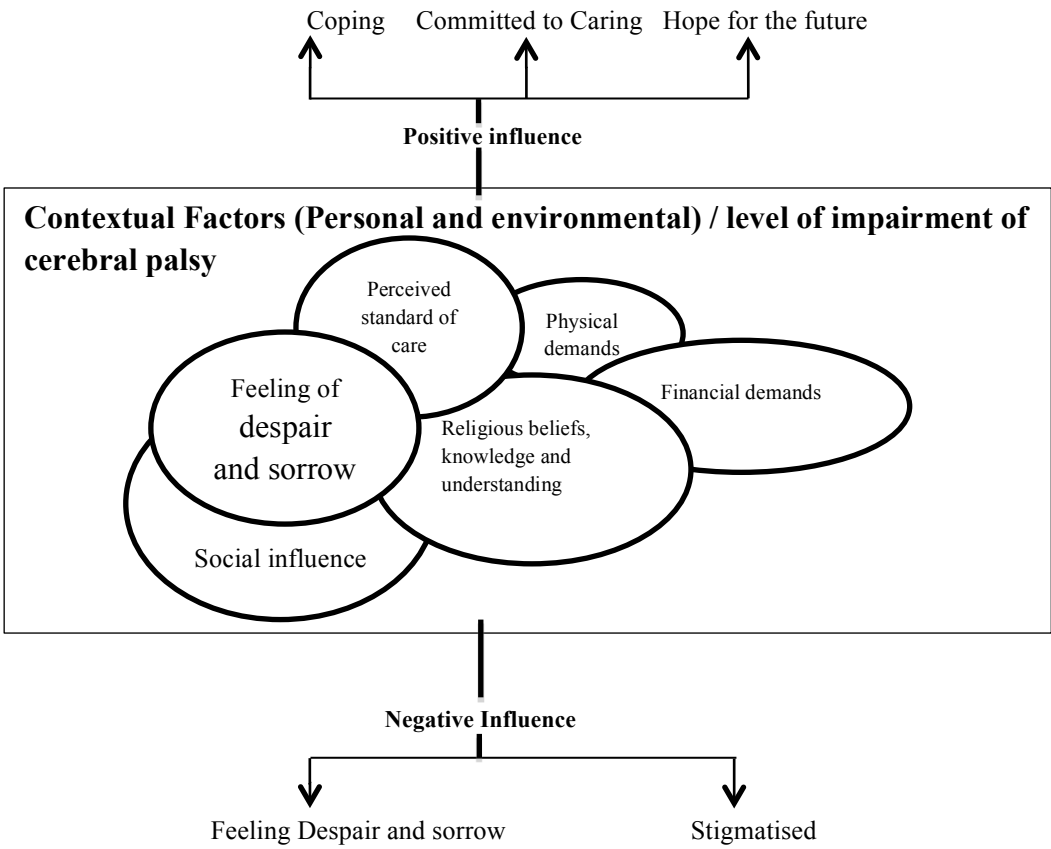 Coping Committed to Caring Hope for the future
Positive influence
Contextual Factors (Personal and environmental) / level of impairment of
cerebral palsy
Perceived
standard of
care
Physical
demands
Financial demands
Feeling of
despair
and sorrow
Religious beliefs,
knowledge and
understanding
Social influence
Negative Influence
Feeling Despair and sorrow Stigmatised